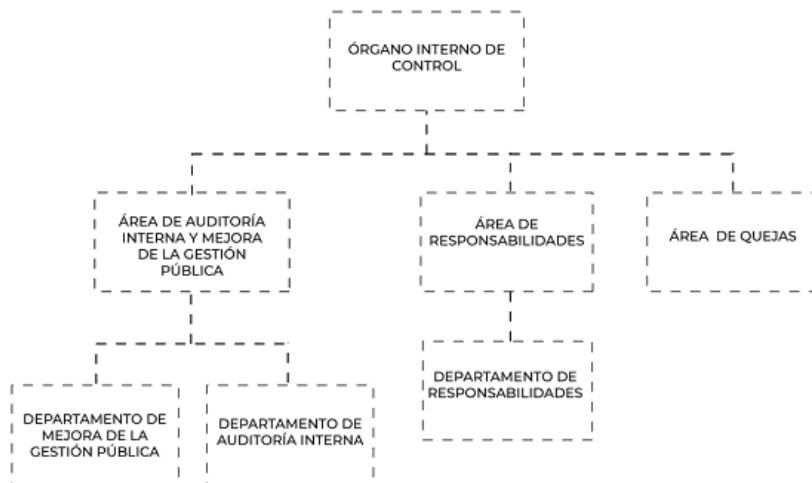 ÓRGANO INTERNO DE
CONTROL
ÁREA DE AUDITORÍA
INTERNA Y MEJORA
DE LA GESTIÓN
PÚBLICA
ÁREA DE
RESPONSABILIDADES
ÁREA DE QUEJAS
DEPARTAMENTO DE
MEJORA DE LA
GESTIÓN PÚBLICA
DEPARTAMENTO DE
AUDITORÍA INTERNA
DEPARTAMENTO DE
RESPONSABILIDADES